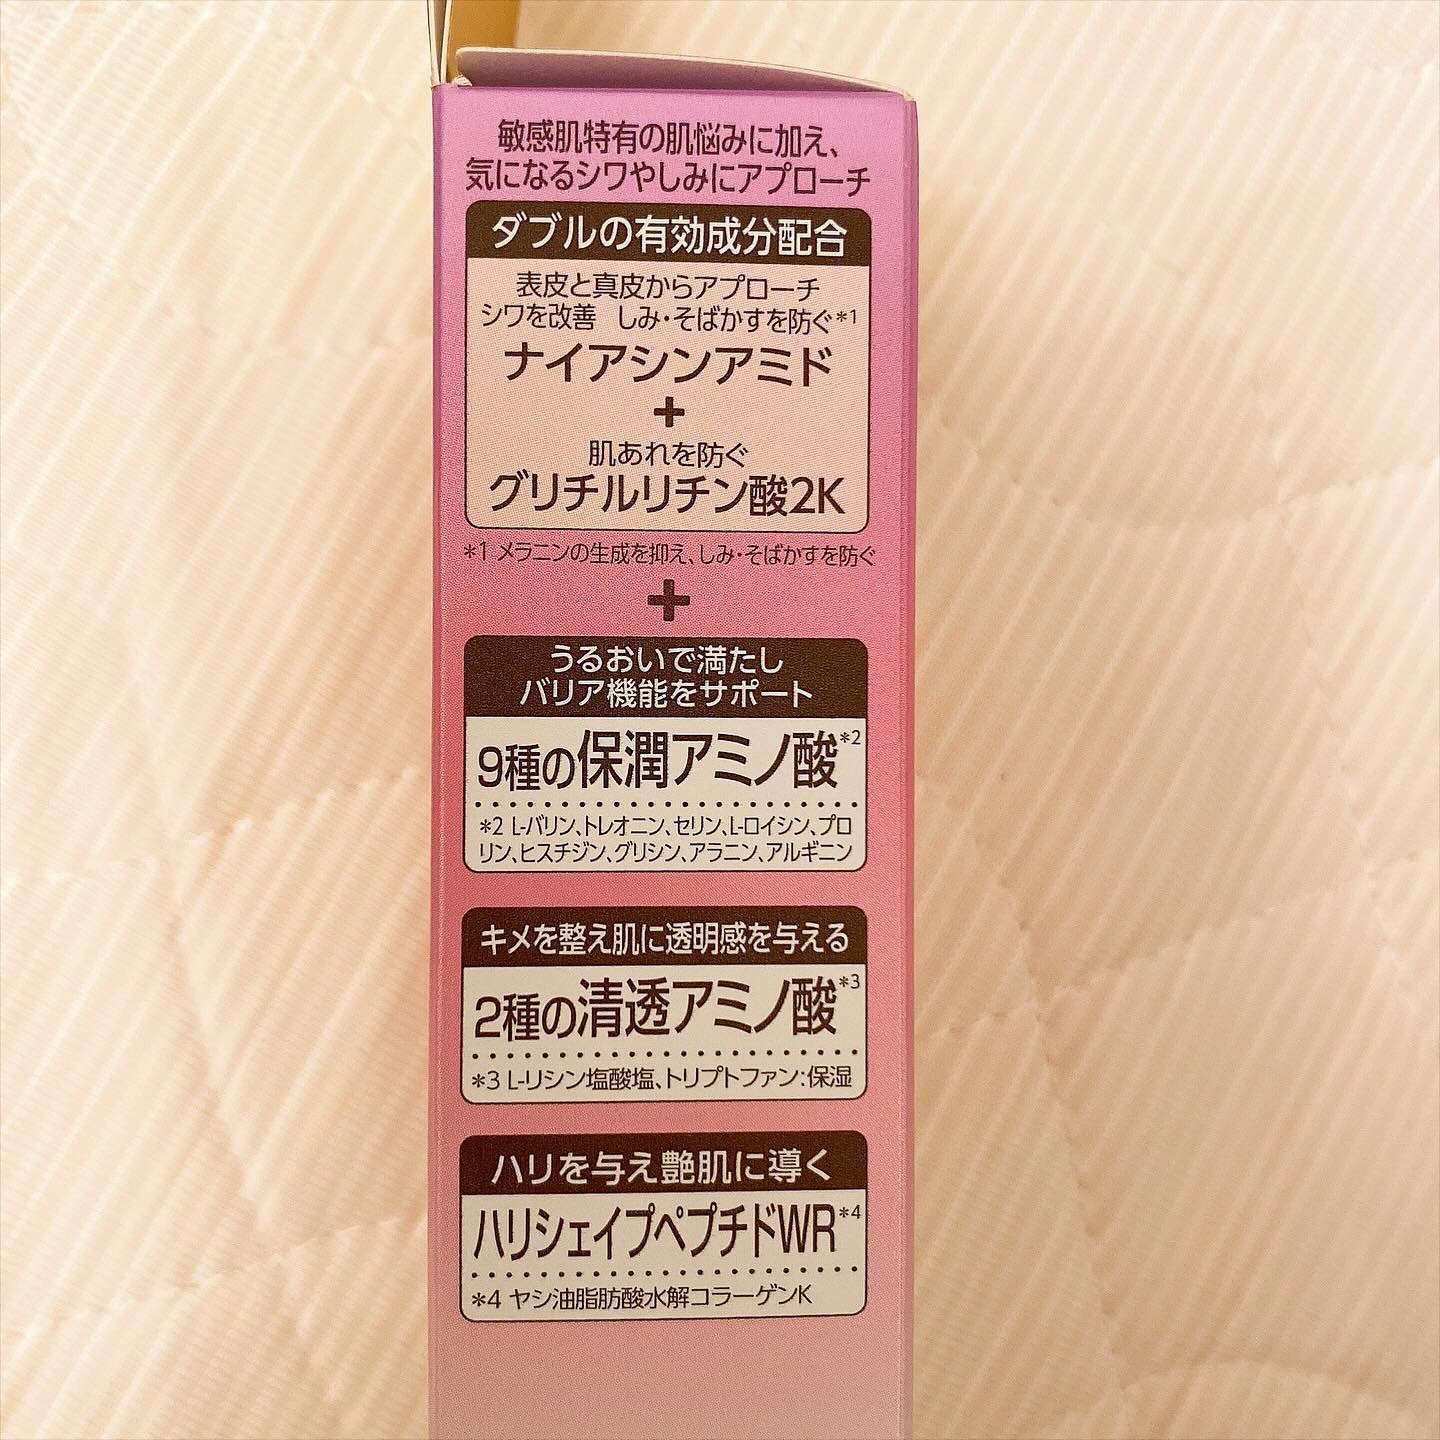 敏感肌特有の肌悩みに加え、
気になるシワやしみにアプローチ
ダブルの有効成分配合
表皮と真皮からアプローチ
シワを改善 しみ・そばかすを防ぐ*1
ナイアシンアミド
+
肌あれを防ぐ
グリチルリチン酸2K
*1 メラニンの生成を抑え、しみ・そばかすを防ぐ
+
うるおいで満たし
バリア機能をサポート
9種の保潤アミノ酸*2
*2 L-バリン、トレオニン、セリン、L-ロイシン、プロ
リン、ヒスチジン、グリシン、アラニン、アルギニン
キメを整え肌に透明感を与える
2種の清透アミノ酸*3
*3 L-リシン塩酸塩、トリプトファン:保湿
ハリを与え艶肌に導く
ハリシェイプペプチドWR*4
*4 ヤシ油脂肪酸水解コラーゲンK